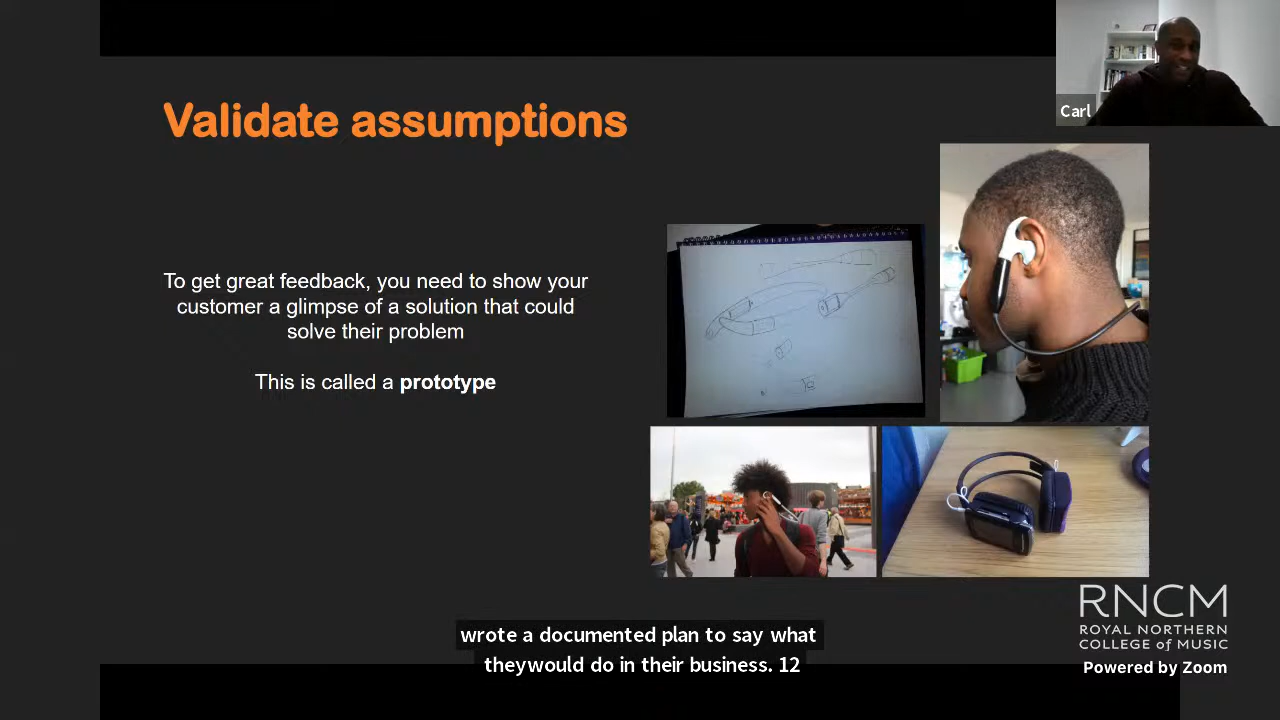 Validate assumptions
Carl
To get great feedback, you need to show your
customer a glimpse of a solution that could
solve their problem
This is called a prototype
RNCM
ROYAL NORTHERN
COLLEGE of MUSIC
Powered by Zoom
wrote a documented plan to say what
theywould do in their business. 12